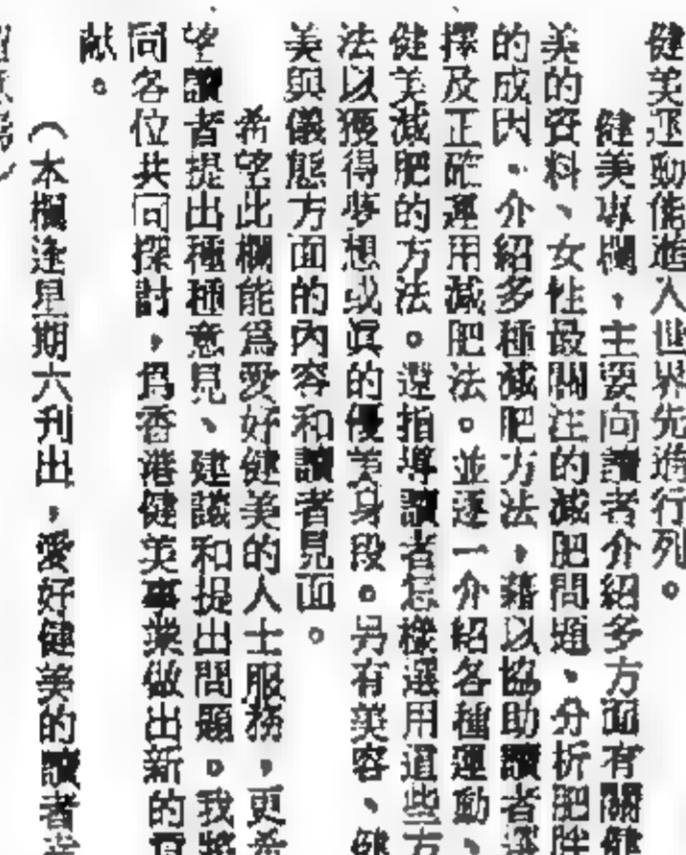 健美運動能進入世界先進行列。
健美專欄，主要向讀者介紹多方面有關健
美的資料、女性最關注的減肥問題、分析肥胖
的成因、介紹多種減肥方法，藉以協助讀者選
擇及正確運用減肥法。並逐一介紹各種運動、
健美減肥的方法。還指導讀者怎樣選用這些方
法以獲得夢想或眞的優美身段。另有美容、健
美與儀態方面的內容和讀者見面。
希望此欄能爲愛好健美的人士服務，更希
望讀者提出種種意見、建議和提出問題。我將
同各位共同探討，爲香港健美事業做出新的貢
献。
（本欄逢星期六刋出，愛好健美的讀者